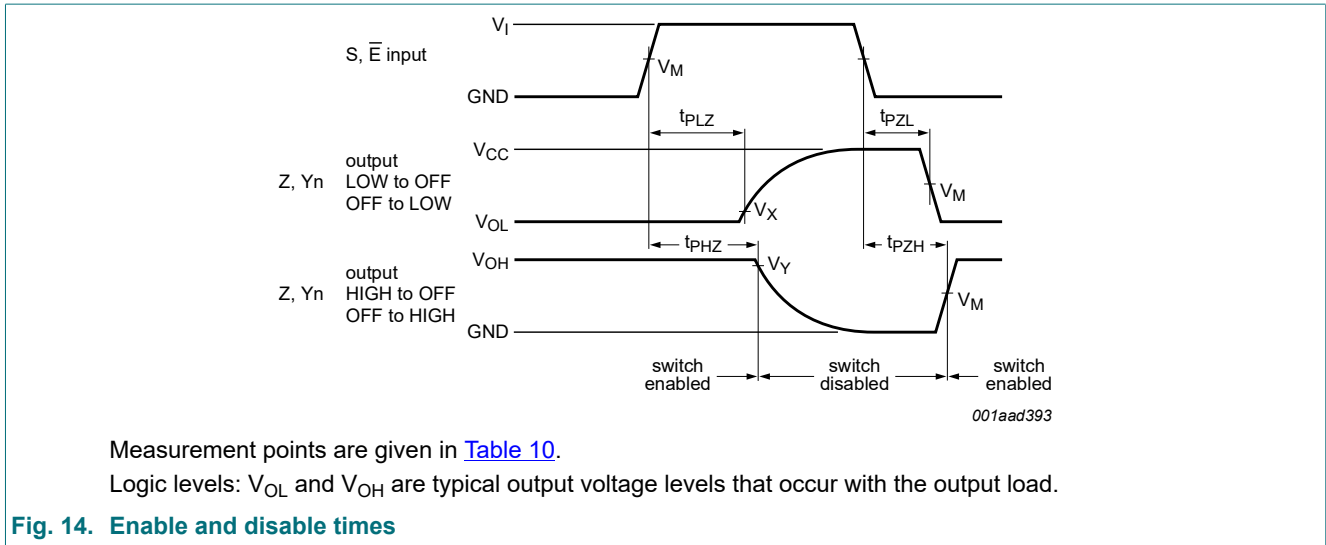 V_I
S, E̅ input
V_M
GND
t_PLZ
t_PZL
V_CC
output
Z, Yn LOW to OFF
OFF to LOW
V_M
V_X
V_OL
t_PHZ
t_PZH
V_OH
V_Y
output
Z, Yn HIGH to OFF
OFF to HIGH
V_M
GND
switch enabled
switch disabled
switch enabled
001aad393
Measurement points are given in Table 10.
Logic levels: V_OL and V_OH are typical output voltage levels that occur with the output load.
Fig. 14. Enable and disable times